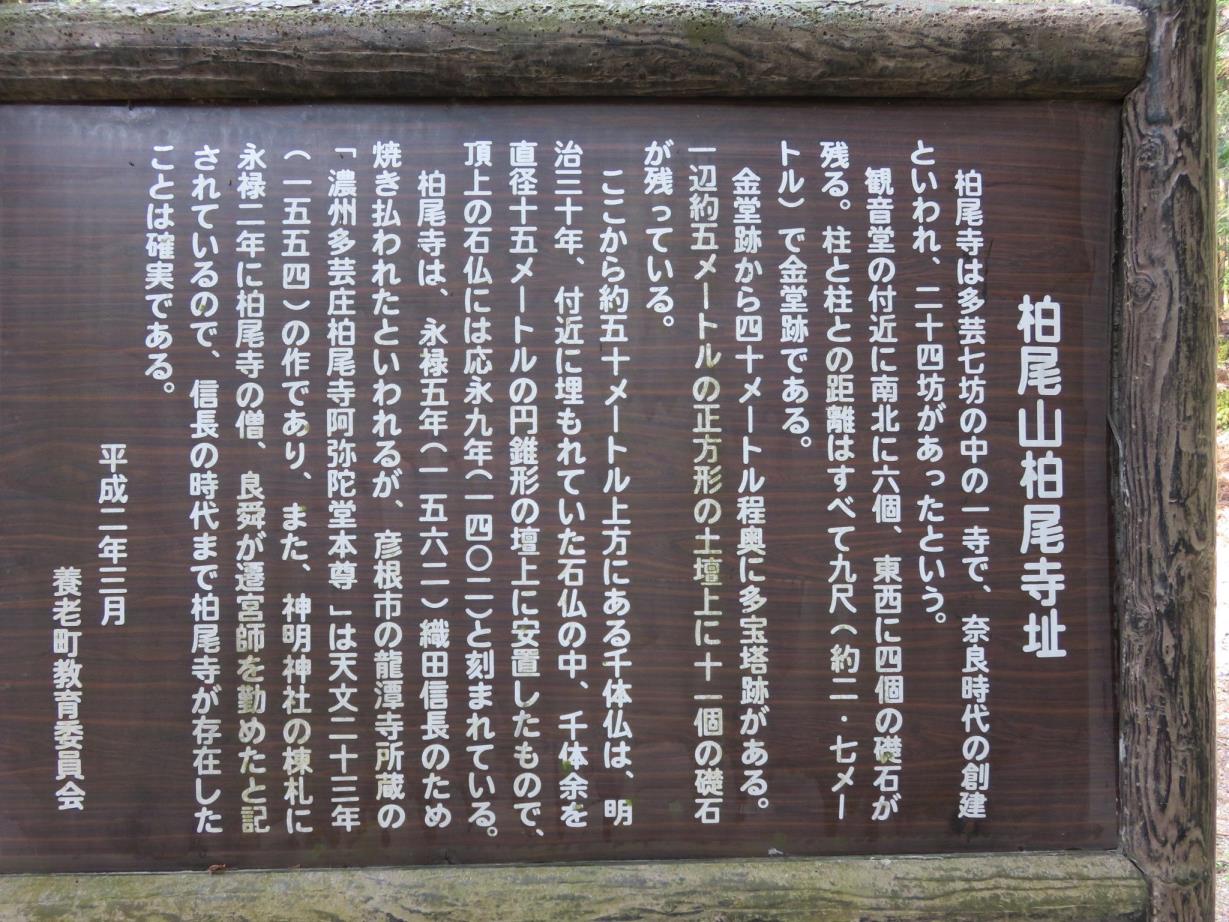 柏尾山柏尾寺址
柏尾寺は多芸七坊の中の一寺で、奈良時代の創建
といわれ、二十四坊があったという。
観音堂の付近に南北に六個、東西に四個の礎石が
残る。柱と柱との距離はすべて九尺（約二・七メー
トル）で金堂跡である。
金堂跡から四十メートル程奥に多宝塔跡がある。
一辺約五メートルの正方形の土壇上に十一個の礎石
が残っている。
ここから約五十メートル上方にある千体仏は、明
治三十年、付近に埋もれていた石仏の中、千体余を
直径十五メートルの円錐形の壇上に安置したもので、
頂上の石仏には応永九年（一四〇二）と刻まれている。
柏尾寺は、永禄五年（一五六二）織田信長のため
焼き払われたといわれるが、彦根市の龍潭寺所蔵の
「濃州多芸庄柏尾寺阿弥陀堂本尊」は天文二十三年
（一五五四）の作であり、また、神明神社の棟札に
永禄二年に柏尾寺の僧、良舜が遷宮師を勤めたと記
されているので、信長の時代まで柏尾寺が存在した
ことは確実である。
平成二年三月
養老町教育委員会